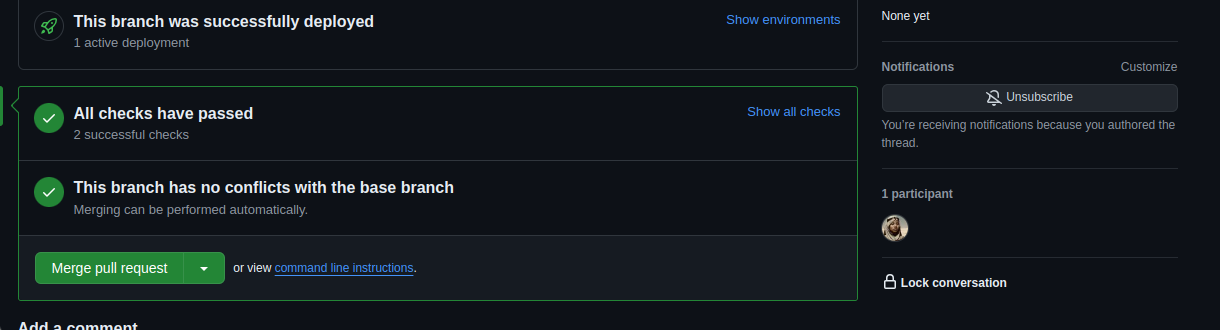 This branch was successfully deployed
Show environments
1 active deployment
All checks have passed
Show all checks
2 successful checks
This branch has no conflicts with the base branch
Merging can be performed automatically.
Merge pull request
or view command line instructions.
Add a comment
None yet
Notifications
Customize
Unsubscribe
You're receiving notifications because you authored the
thread.
1 participant
Lock conversation